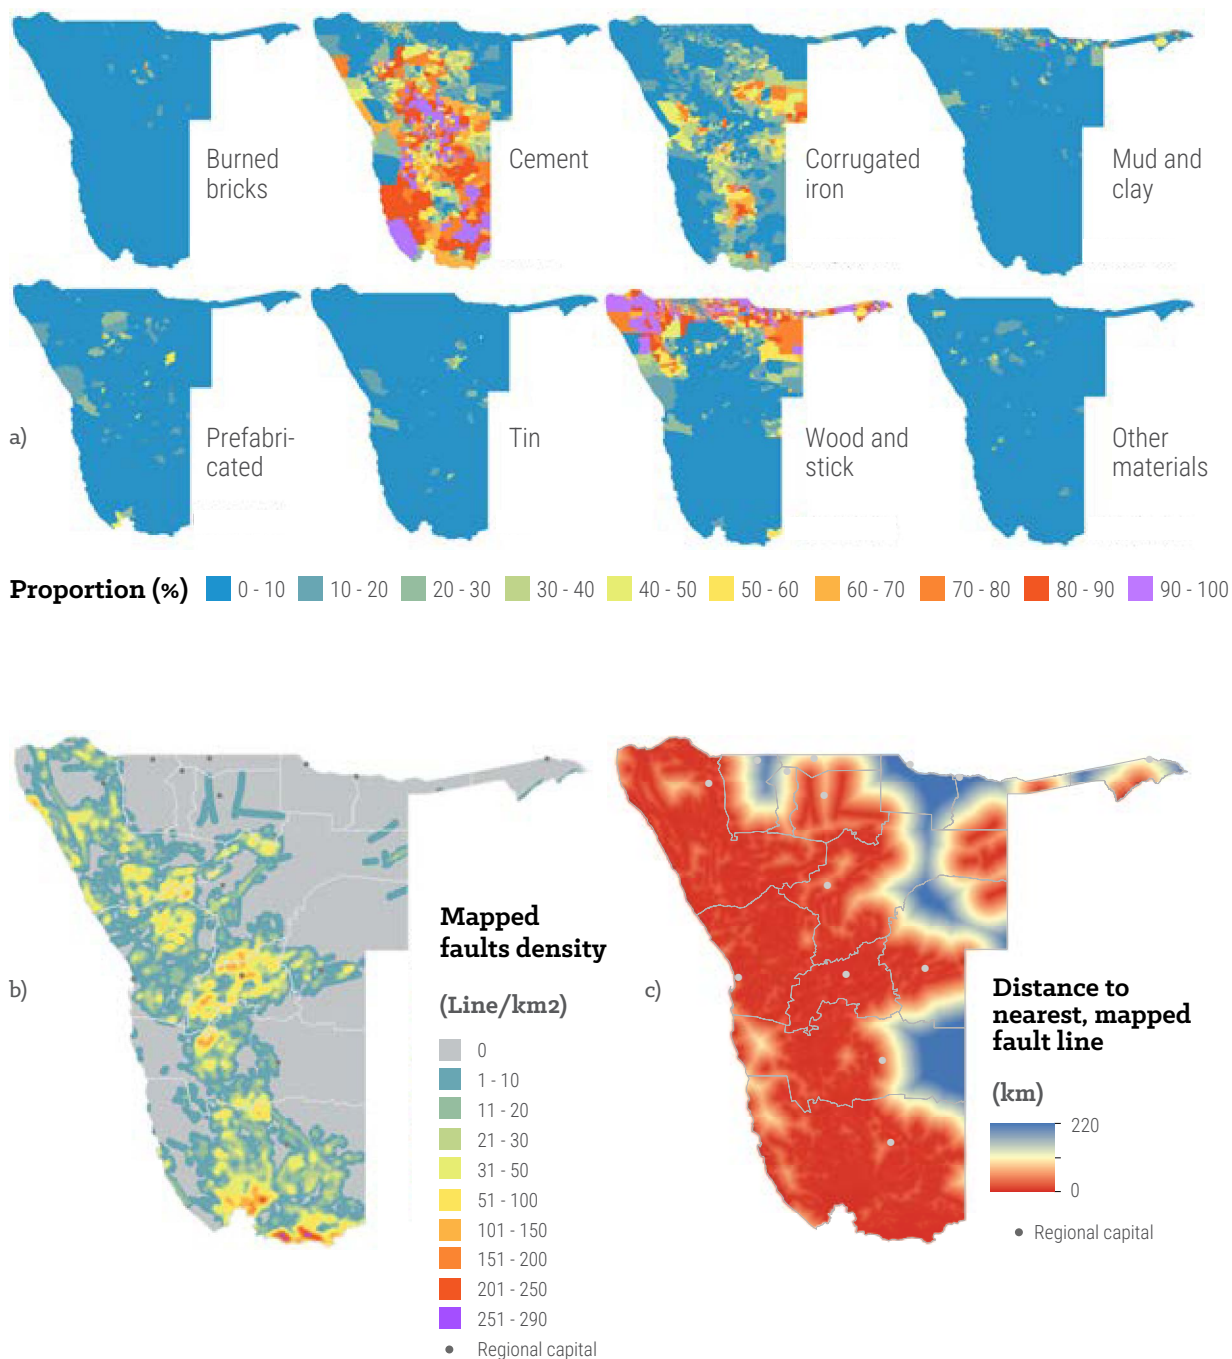 Burned
bricks
Cement
Corrugated
iron
Mud and
clay
a)
Prefabri-
cated
Tin
Wood and
stick
Other
materials
Proportion (%)
0 - 10
10 - 20
20 - 30
30 - 40
40 - 50
50 - 60
60 - 70
70 - 80
80 - 90
90 - 100
b)
Mapped
faults density
(Line/km2)
0
1 - 10
11 - 20
21 - 30
31 - 50
51 - 100
101 - 150
151 - 200
201 - 250
251 - 290
Regional capital
c)
Distance to
nearest, mapped
fault line
(km)
220
0
Regional capital